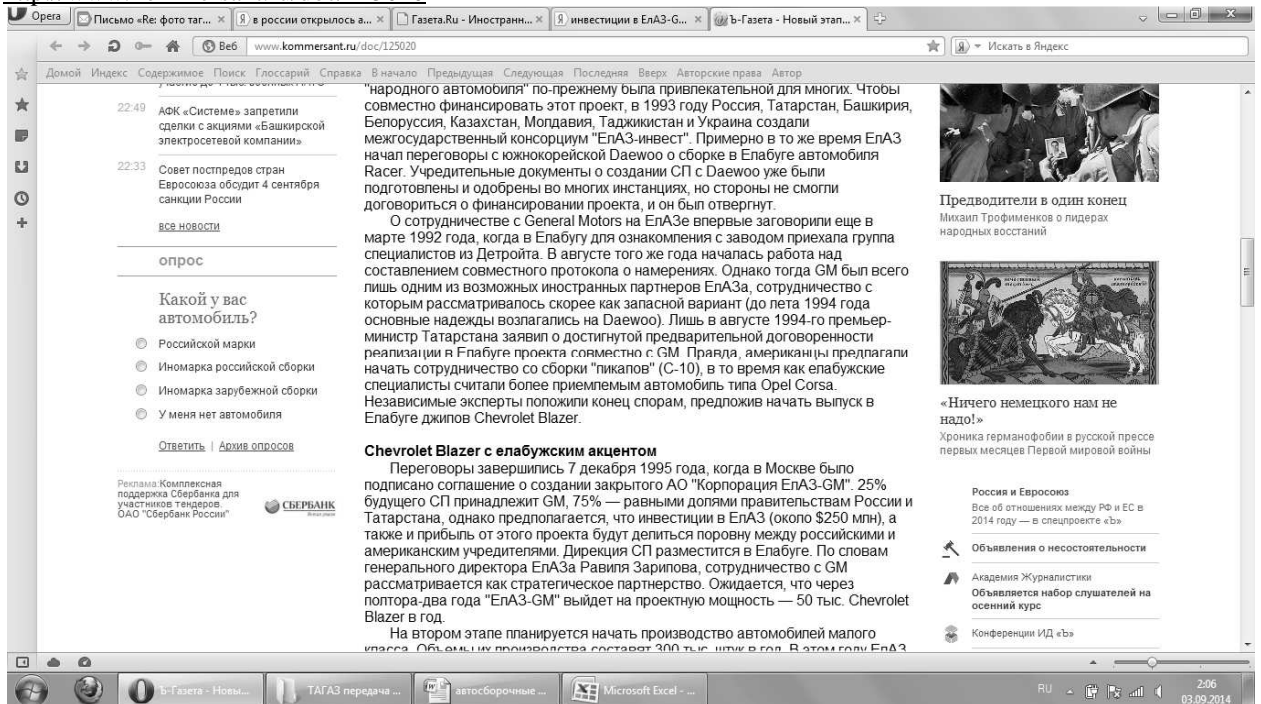 Opera
Письмо «Re: фото таг...
в россии открылось а...
Газета.Ru - Иностранн...
инвестиции в ЕлАЗ-G...
Ъ-Газета - Новый этап...
Веб
www.kommersant.ru/doc/125020
Искать в Яндекс
Домой Индекс Содержимое Поиск Глоссарий Справка В начало Предыдущая Следующая Последняя Вверх Авторские права Автор
22:49
АФК «Системе» запретили
сделки с акциями «Башкирской
электросетевой компании»
22:33
Совет постпредов стран
Евросоюза обсудит 4 сентября
санкции России
все новости
опрос
Какой у вас
автомобиль?
Российской марки
Иномарка российской сборки
Иномарка зарубежной сборки
У меня нет автомобиля
Ответить | Архив опросов
Реклама:Комплексная
поддержка Сбербанка для
участников тендеров.
ОАО "Сбербанк России"
СБЕРБАНК
"народного автомобиля" по-прежнему была привлекательной для многих. Чтобы
совместно финансировать этот проект, в 1993 году Россия, Татарстан, Башкирия,
Белоруссия, Казахстан, Молдавия, Таджикистан и Украина создали
межгосударственный консорциум "ЕлАЗ-инвест". Примерно в то же время ЕлАЗ
начал переговоры с южнокорейской Daewoo о сборке в Елабуге автомобиля
Racer. Учредительные документы о создании СП с Daewoo уже были
подготовлены и одобрены во многих инстанциях, но стороны не смогли
договориться о финансировании проекта, и он был отвергнут.
О сотрудничестве с General Motors на ЕлАЗе впервые заговорили еще в
марте 1992 года, когда в Елабугу для ознакомления с заводом приехала группа
специалистов из Детройта. В августе того же года началась работа над
составлением совместного протокола о намерениях. Однако тогда GM был всего
лишь одним из возможных иностранных партнеров ЕлАЗа, сотрудничество с
которым рассматривалось скорее как запасной вариант (до лета 1994 года
основные надежды возлагались на Daewoo). Лишь в августе 1994-го премьер-
министр Татарстана заявил о достигнутой предварительной договоренности
реализации в Елабуге проекта совместно с GM. Правда, американцы предлагали
начать сотрудничество со сборки "пикапов" (С-10), в то время как елабужские
специалисты считали более приемлемым автомобиль типа Opel Corsa.
Независимые эксперты положили конец спорам, предложив начать выпуск в
Елабуге джипов Chevrolet Blazer.
Chevrolet Blazer с елабужским акцентом
Переговоры завершились 7 декабря 1995 года, когда в Москве было
подписано соглашение о создании закрытого АО "Корпорация ЕлАЗ-GM". 25%
будущего СП принадлежит GM, 75% — равными долями правительствам России и
Татарстана, однако предполагается, что инвестиции в ЕлАЗ (около $250 млн), а
также и прибыль от этого проекта будут делиться поровну между российскими и
американским учредителями. Дирекция СП разместится в Елабуге. По словам
генерального директора ЕлАЗа Равиля Зарипова, сотрудничество с GM
рассматривается как стратегическое партнерство. Ожидается, что через
полтора-два года "ЕлАЗ-GM" выйдет на проектную мощность — 50 тыс. Chevrolet
Blazer в год.
На втором этапе планируется начать производство автомобилей малого
класса. Объемы их производства составят 300 тыс. штук в год. В этом году ЕлАЗ
Предводители в один конец
Михаил Трофименков о лидерах
народных восстаний
«Ничего немецкого нам не
надо!»
Хроника германофобии в русской прессе
первых месяцев Первой мировой войны
Россия и Евросоюз
Все об отношениях между РФ и ЕС в
2014 году — в спецпроекте «Ъ»
Объявления о несостоятельности
Академия Журналистики
Объявляется набор слушателей на
осенний курс
Конференции ИД «Ъ»
Ъ-Газета - Новы...
ТАГАЗ передача ...
автосборочные ...
Microsoft Excel - ...
RU
2:06
03.09.2014